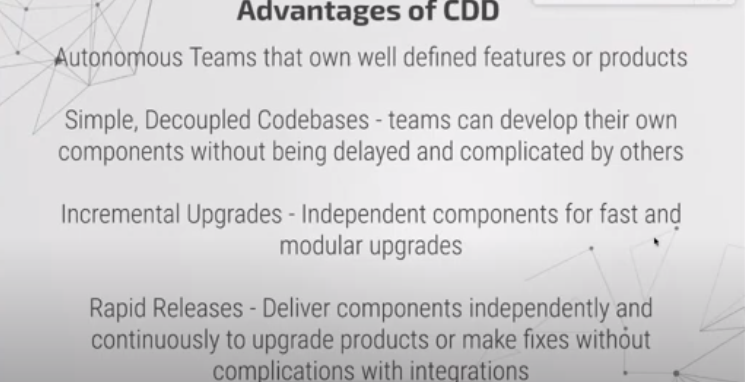 Advantages of CDD
Autonomous Teams that own well defined features or products
Simple, Decoupled Codebases - teams can develop their own
components without being delayed and complicated by others
Incremental Upgrades - Independent components for fast and
modular upgrades
Rapid Releases - Deliver components independently and
continuously to upgrade products or make fixes without
complications with integrations